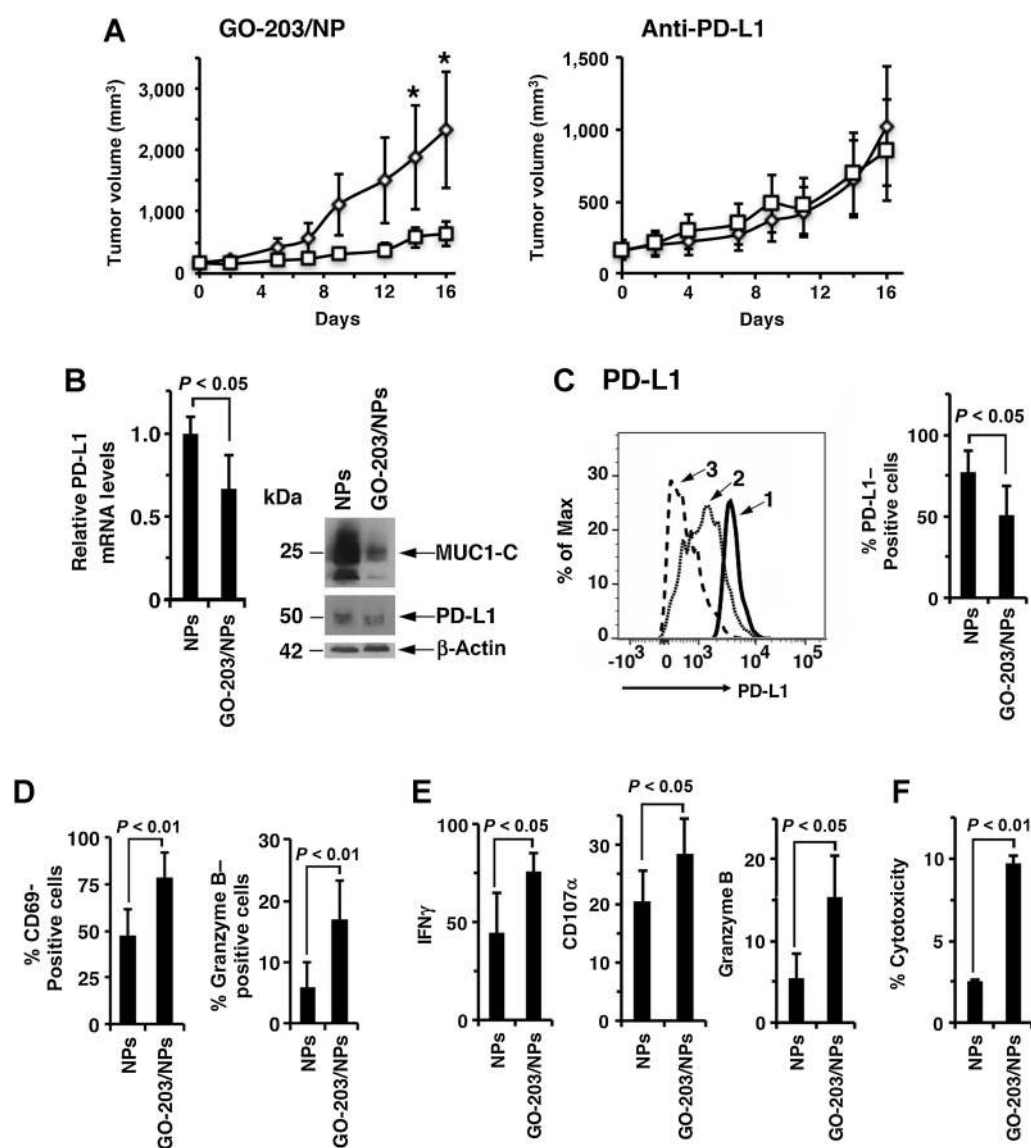 A
GO-203/NP
Tumor volume (mm3)
3,000
2,000
1,000
0
* *
0 4 8 12 16
Days
Anti-PD-L1
Tumor volume (mm3)
1,500
1,000
500
0
0 4 8 12 16
Days
B
P < 0.05
Relative PD-L1
mRNA levels
1.0
0.5
0
NPs
GO-203/NPs
kDa
NPs
GO-203/NPs
25
MUC1-C
50
PD-L1
42
β-Actin
C
PD-L1
% of Max
30
20
10
0
3
2
1
-103 0 103 104 105
PD-L1
P < 0.05
% PD-L1–
Positive cells
100
75
50
25
0
NPs
GO-203/NPs
D
P < 0.01
% CD69-
Positive cells
100
75
50
25
0
NPs
GO-203/NPs
P < 0.01
% Granzyme B–
positive cells
30
20
10
0
NPs
GO-203/NPs
E
P < 0.05
IFNγ
100
50
0
NPs
GO-203/NPs
P < 0.05
CD107α
40
30
20
10
0
NPs
GO-203/NPs
P < 0.05
Granzyme B
20
10
0
NPs
GO-203/NPs
F
P < 0.01
% Cytotoxicity
10
5
0
NPs
GO-203/NPs